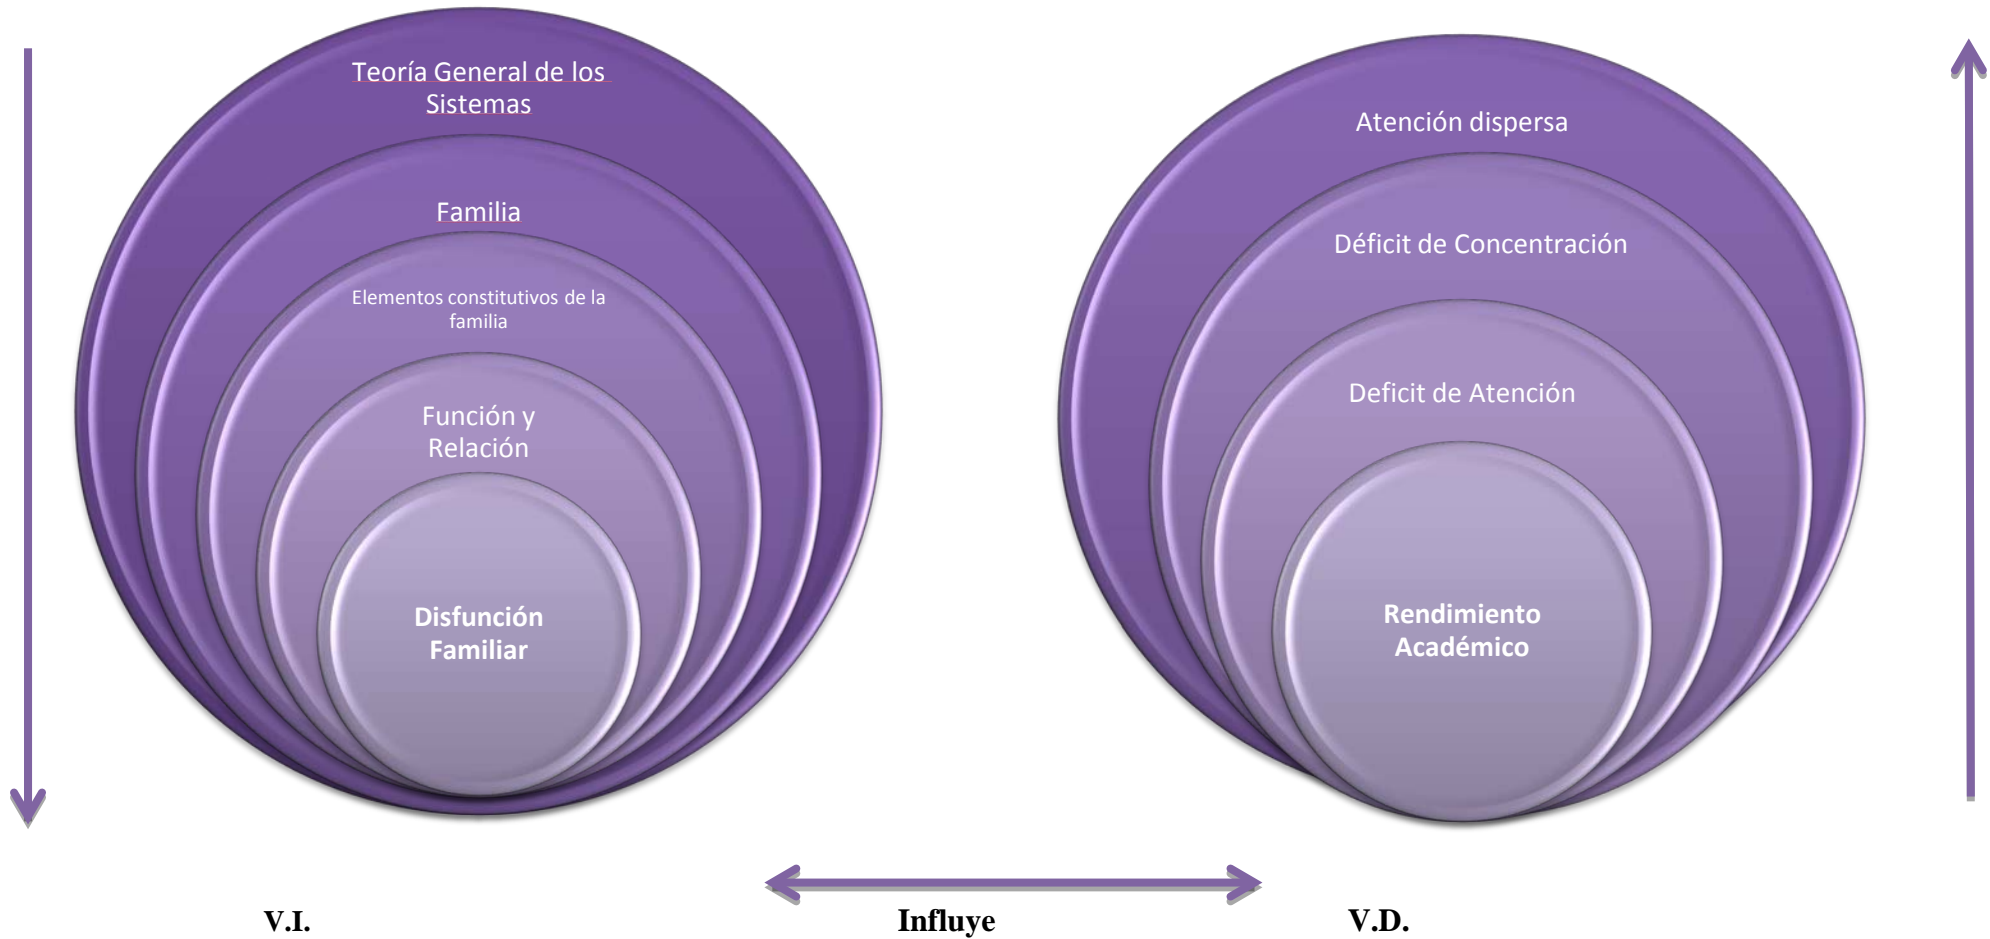 Teoría General de los
Sistemas
Familia
Elementos constitutivos de la
familia
Función y
Relación
Disfunción
Familiar
Atención dispersa
Déficit de Concentración
Deficit de Atención
Rendimiento
Académico
V.I.
Influye
V.D.